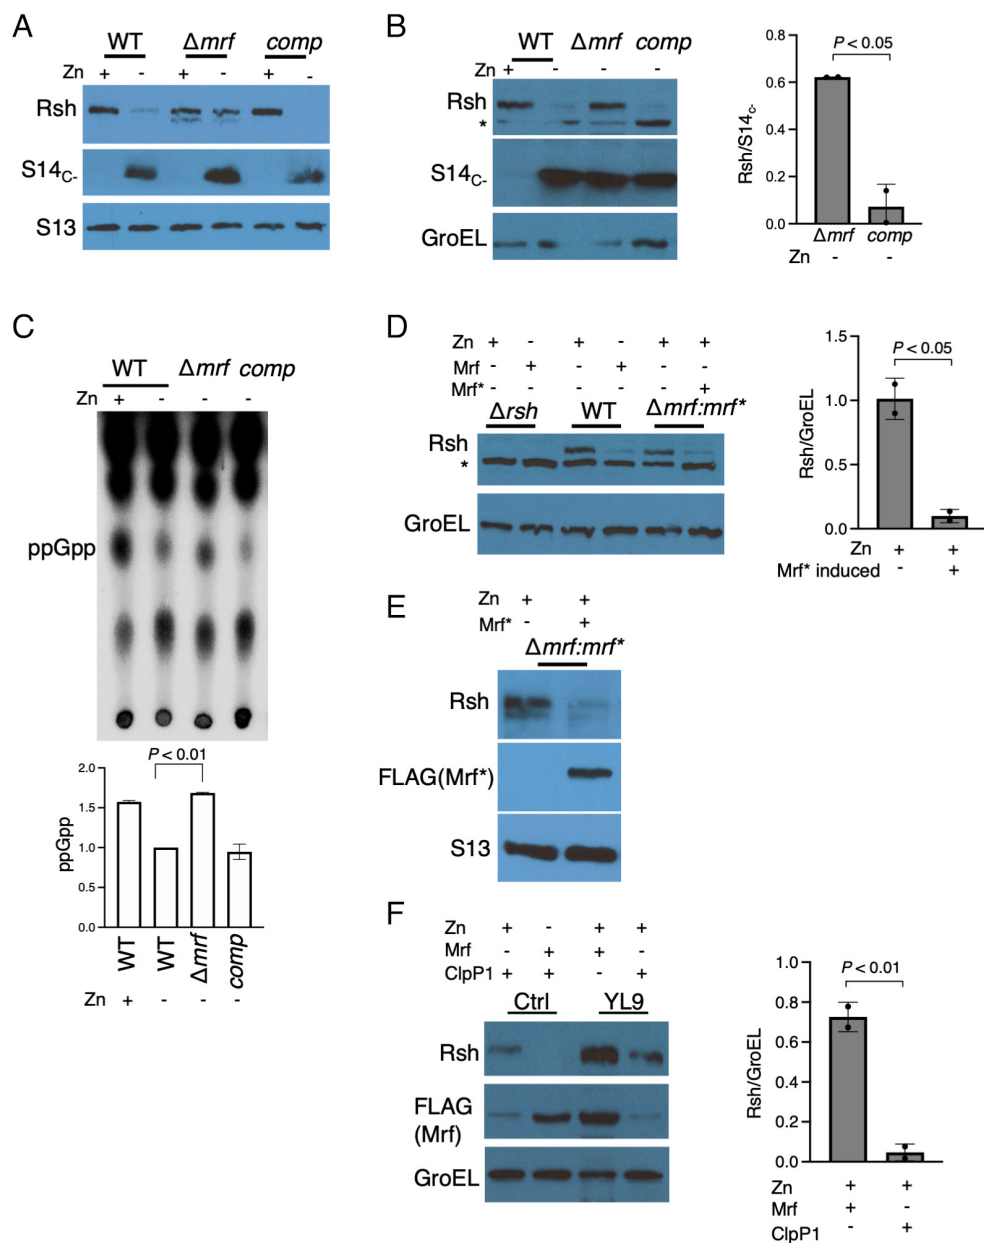 A
WT Δmrf comp
Zn + - + - + -
Rsh
S14C-
S13
B
WT Δmrf comp
Zn + - - -
Rsh
*
S14C-
GroEL
P < 0.05
Rsh/S14c-
0.8
0.6
0.4
0.2
0.0
Δmrf comp
Zn - -
C
WT Δmrf comp
Zn + - - -
ppGpp
P < 0.01
ppGpp
2.0
1.5
1.0
0.5
0.0
WT WT Δmrf comp
Zn + - - -
D
Zn + - + - + +
Mrf - + - + - -
Mrf* - - - - - +
Δrsh WT Δmrf:mrf*
Rsh
*
GroEL
P < 0.05
Rsh/GroEL
1.5
1.0
0.5
0.0
Zn + +
Mrf* induced - +
E
Zn + +
Mrf* - +
Δmrf:mrf*
Rsh
FLAG(Mrf*)
S13
F
Zn + - + +
Mrf - + + -
ClpP1 + + - +
Ctrl YL9
Rsh
FLAG
(Mrf)
GroEL
P < 0.01
Rsh/GroEL
1.0
0.8
0.6
0.4
0.2
0.0
Zn + +
Mrf + -
ClpP1 - +